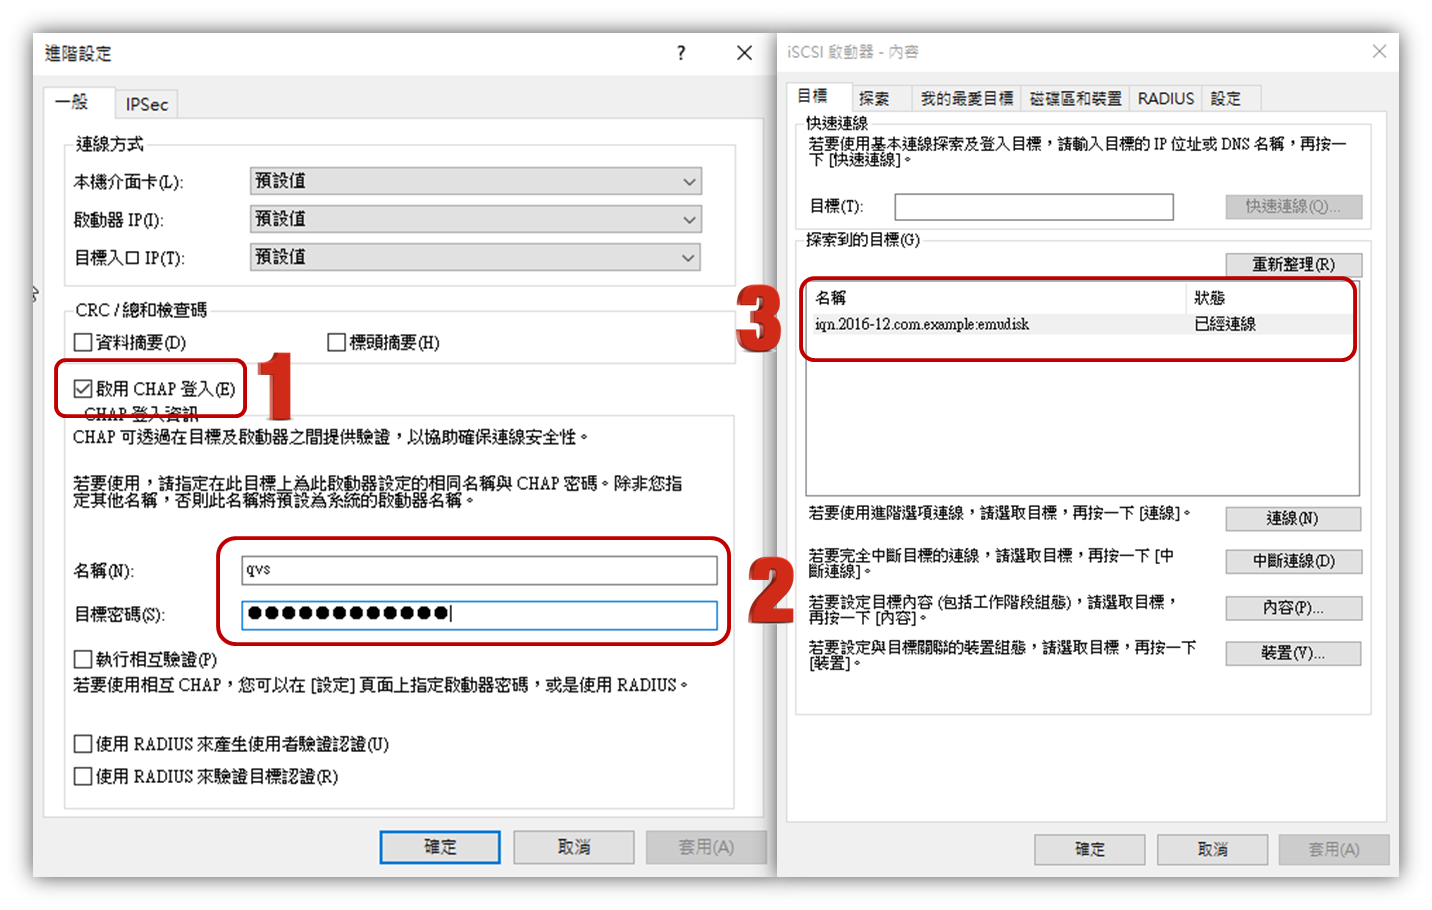 進階設定
?
一般
IPSec
連線方式
本機介面卡(L):
預設值
啟動器 IP(I):
預設值
目標入口 IP(T):
預設值
CRC / 總和檢查碼
資料摘要(D)
標頭摘要(H)
啟用 CHAP 登入(E)
1
CHAP 登入資訊
CHAP 可透過在目標及啟動器之間提供驗證，以協助確保連線安全性。
若要使用，請指定在此目標上為此啟動器設定的相同名稱與 CHAP 密碼。除非您指
定其他名稱，否則此名稱將預設為系統的啟動器名稱。
名稱(N):
qvs
目標密碼(S):
●●●●●●●●●●●●
2
執行相互驗證(P)
若要使用相互 CHAP，您可以在 [設定] 頁面上指定啟動器密碼，或是使用 RADIUS。
使用 RADIUS 來產生使用者驗證認證(U)
使用 RADIUS 來驗證目標認證(R)
確定
取消
套用(A)
iSCSI 啟動器 - 內容
目標
探索
我的最愛目標
磁碟區和裝置
RADIUS
設定
快速連線
若要使用基本連線探索及登入目標，請輸入目標的 IP 位址或 DNS 名稱，再按一
下 [快速連線]。
目標(T):
快速連線(Q)...
探索到的目標(G)
重新整理(R)
3
名稱
狀態
iqn.2016-12.com.example:emudisk
已經連線
若要使用進階選項連線，請選取目標，再按一下 [連線]。
連線(N)
若要完全中斷目標的連線，請選取目標，再按一下 [中
斷連線]。
中斷連線(D)
若要設定目標內容 (包括工作階段組態)，請選取目標，
再按一下 [內容]。
內容(P)...
若要設定與目標關聯的裝置組態，請選取目標，再按一下
[裝置]。
裝置(V)...
確定
取消
套用(A)